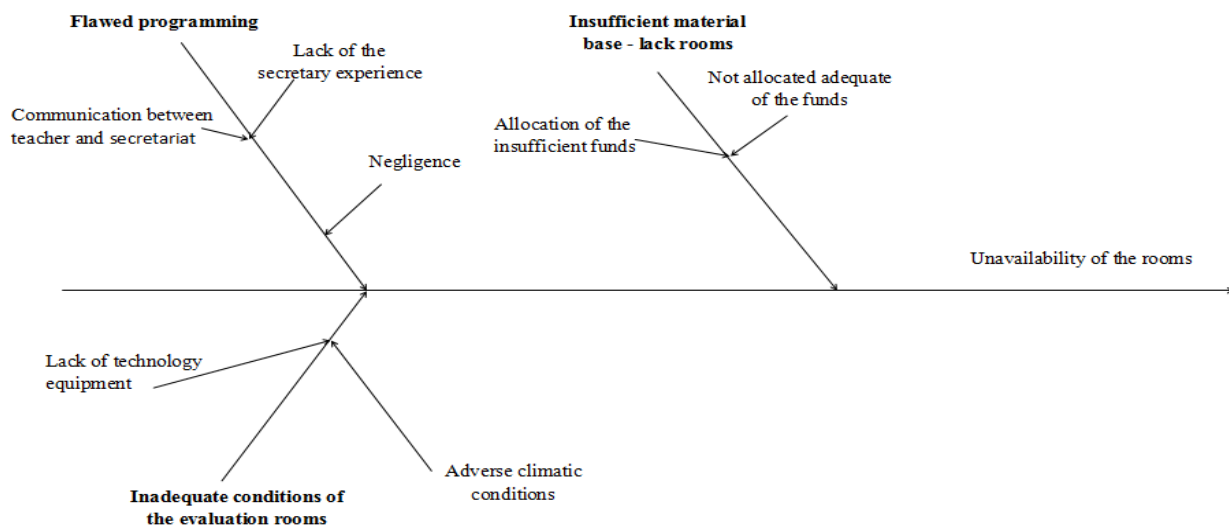 Flawed programming
Lack of the
secretary experience
Communication between
teacher and secretariat
Negligence
Insufficient material
base - lack rooms
Not allocated adequate
of the funds
Allocation of the
insufficient funds
Unavailability of the rooms
Lack of technology
equipment
Adverse climatic
conditions
Inadequate conditions of
the evaluation rooms